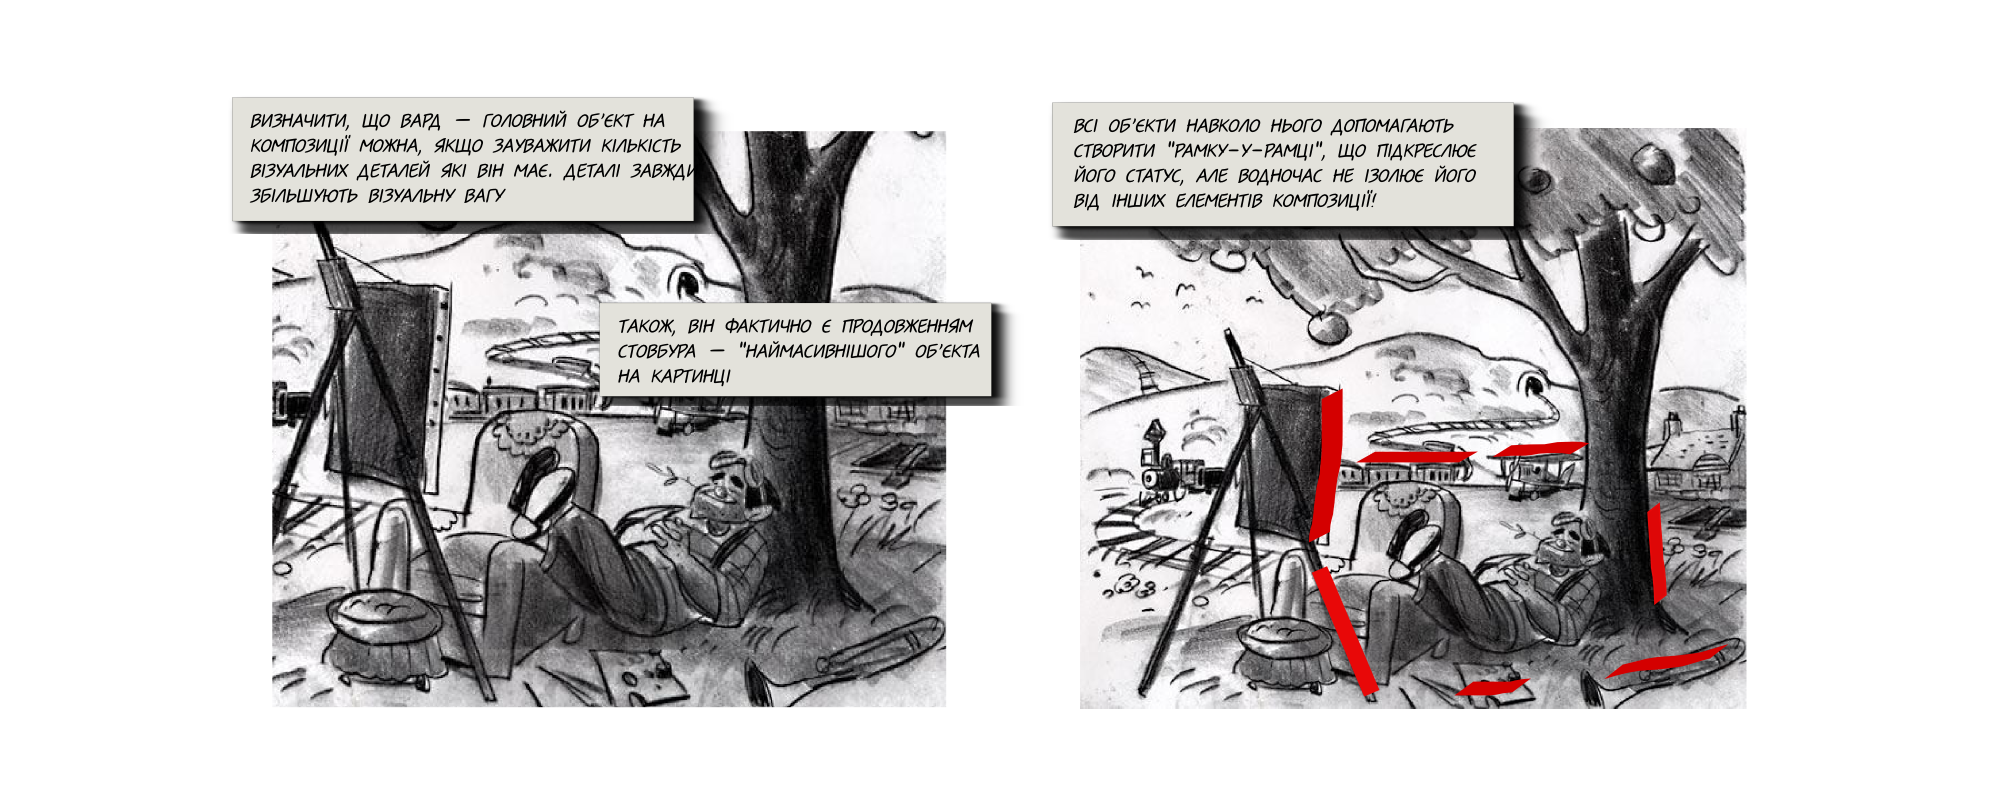 ВИЗНАЧИТИ, ЩО ВАРД – ГОЛОВНИЙ ОБ'ЄКТ НА
КОМПОЗИЦІЇ МОЖНА, ЯКЩО ЗАУВАЖИТИ КІЛЬКІСТЬ
ВІЗУАЛЬНИХ ДЕТАЛЕЙ ЯКІ ВІН МАЄ. ДЕТАЛІ ЗАВЖДИ
ЗБІЛЬШУЮТЬ ВІЗУАЛЬНУ ВАГУ
ТАКОЖ, ВІН ФАКТИЧНО Є ПРОДОВЖЕННЯМ
СТОВБУРА – "НАЙМАСИВНІШОГО" ОБ'ЄКТА
НА КАРТИНЦІ
ВСІ ОБ'ЄКТИ НАВКОЛО НЬОГО ДОПОМАГАЮТЬ
СТВОРИТИ "РАМКУ-У-РАМЦІ", ЩО ПІДКРЕСЛЮЄ
ЙОГО СТАТУС, АЛЕ ВОДНОЧАС НЕ ІЗОЛЮЄ ЙОГО
ВІД ІНШИХ ЕЛЕМЕНТІВ КОМПОЗИЦІЇ!